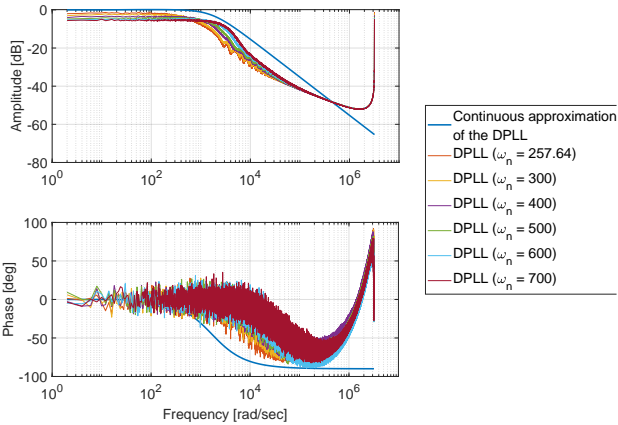 0
-20
-40
-60
-80
Amplitude [dB]
10^0 10^2 10^4 10^6
100
50
0
-50
-100
Phase [deg]
10^0 10^2 10^4 10^6
Frequency [rad/sec]
Continuous approximation
of the DPLL
DPLL (ω_n = 257.64)
DPLL (ω_n = 300)
DPLL (ω_n = 400)
DPLL (ω_n = 500)
DPLL (ω_n = 600)
DPLL (ω_n = 700)